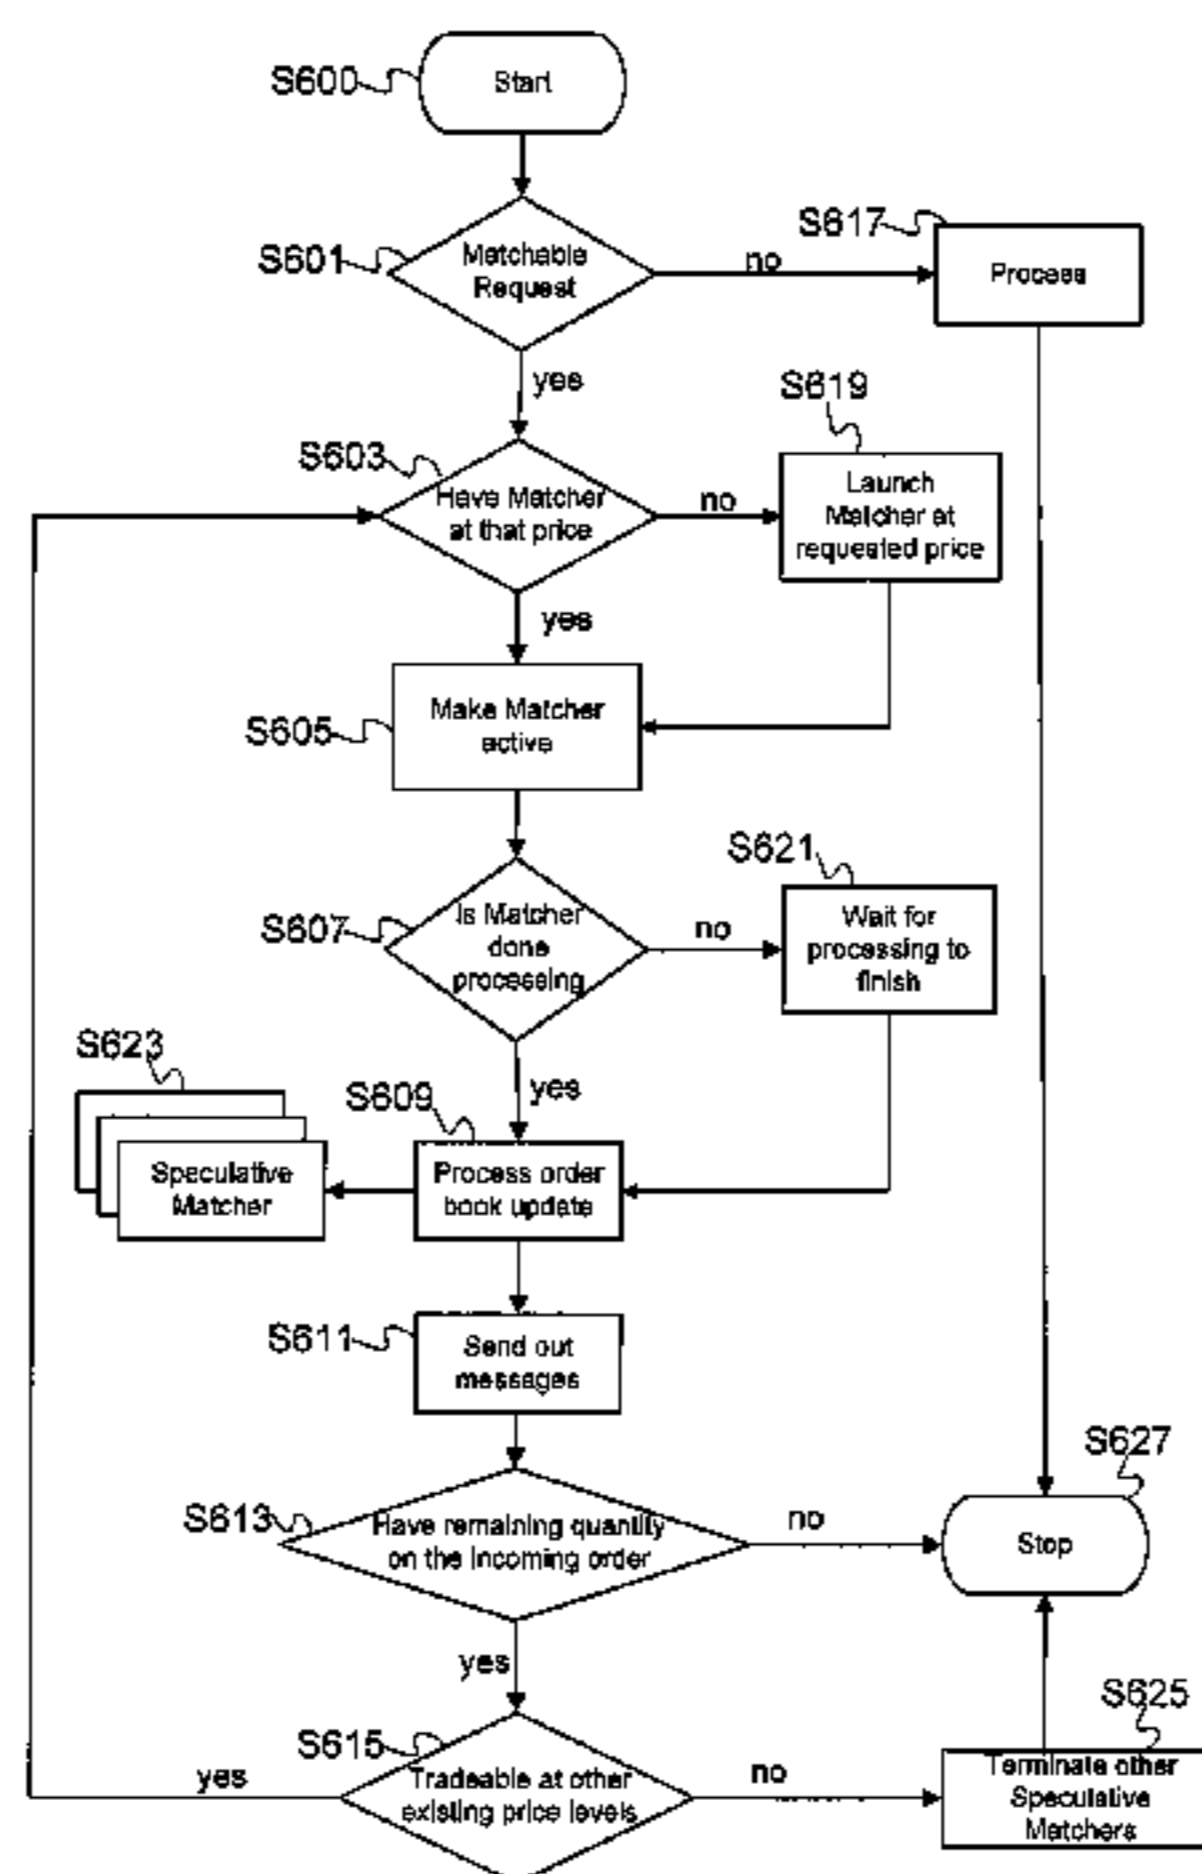 S600
Start
S601
Matchable
Request
no
S617
Process
yes
S603
Have Matcher
at that price
no
S619
Launch
Matcher at
requested price
yes
S605
Make Matcher
active
S607
Is Matcher
done
processing
no
S621
Wait for
processing to
finish
yes
S623
Speculative
Matcher
S609
Process order
book update
S611
Send out
messages
S613
Have remaining quantity
on the incoming order
no
S627
Stop
yes
S615
Tradeable at other
existing price levels
yes
no
S625
Terminate other
Speculative
Matchers